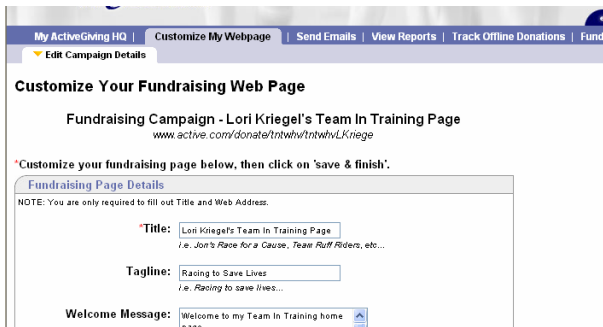 My ActiveGiving HQ | Customize My Webpage | Send Emails | View Reports | Track Offline Donations | Fund
Edit Campaign Details
Customize Your Fundraising Web Page
Fundraising Campaign - Lori Kriegel's Team In Training Page
www.active.com/donate/tntwhv/tntwhvLKriege
*Customize your fundraising page below, then click on 'save & finish'.
Fundraising Page Details
NOTE: You are only required to fill out Title and Web Address.
*Title: Lori Kriegel's Team In Training Page
i.e. Jon's Race for a Cause, Team Ruff Riders, etc...
Tagline: Racing to Save Lives
i.e. Racing to save lives...
Welcome Message: Welcome to my Team In Training home